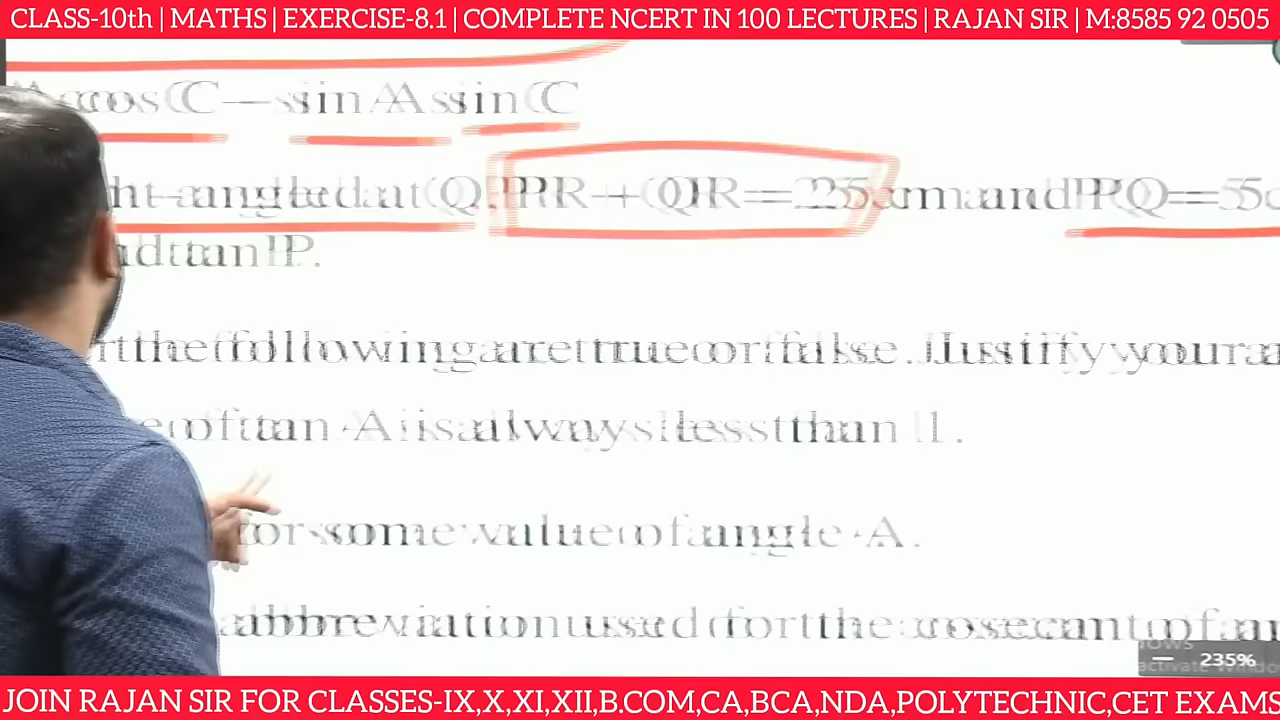 CLASS-10th | MATHS | EXERCISE-8.1 | COMPLETE NCERT IN 100 LECTURES | RAJAN SIR | M:8585 92 0505
cos C – sin A sin C
ht-angled at Q, PR + QR = 25 cm and PQ = 5 c
nd tan P.
the following are true or false. Justify your a
e of tan A is always less than 1.
for some value of angle A.
abbreviation used for the cosecant of an
235%
JOIN RAJAN SIR FOR CLASSES-IX,X,XI,XII,B.COM,CA,BCA,NDA,POLYTECHNIC,CET EXAMS